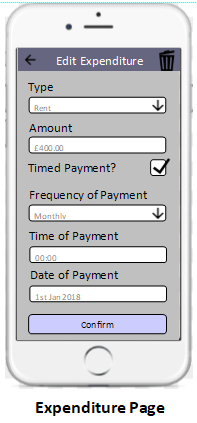 Edit Expenditure
Type
Rent
Amount
£400.00
Timed Payment?
Frequency of Payment
Monthly
Time of Payment
00:00
Date of Payment
1st Jan 2018
Confirm
Expenditure Page